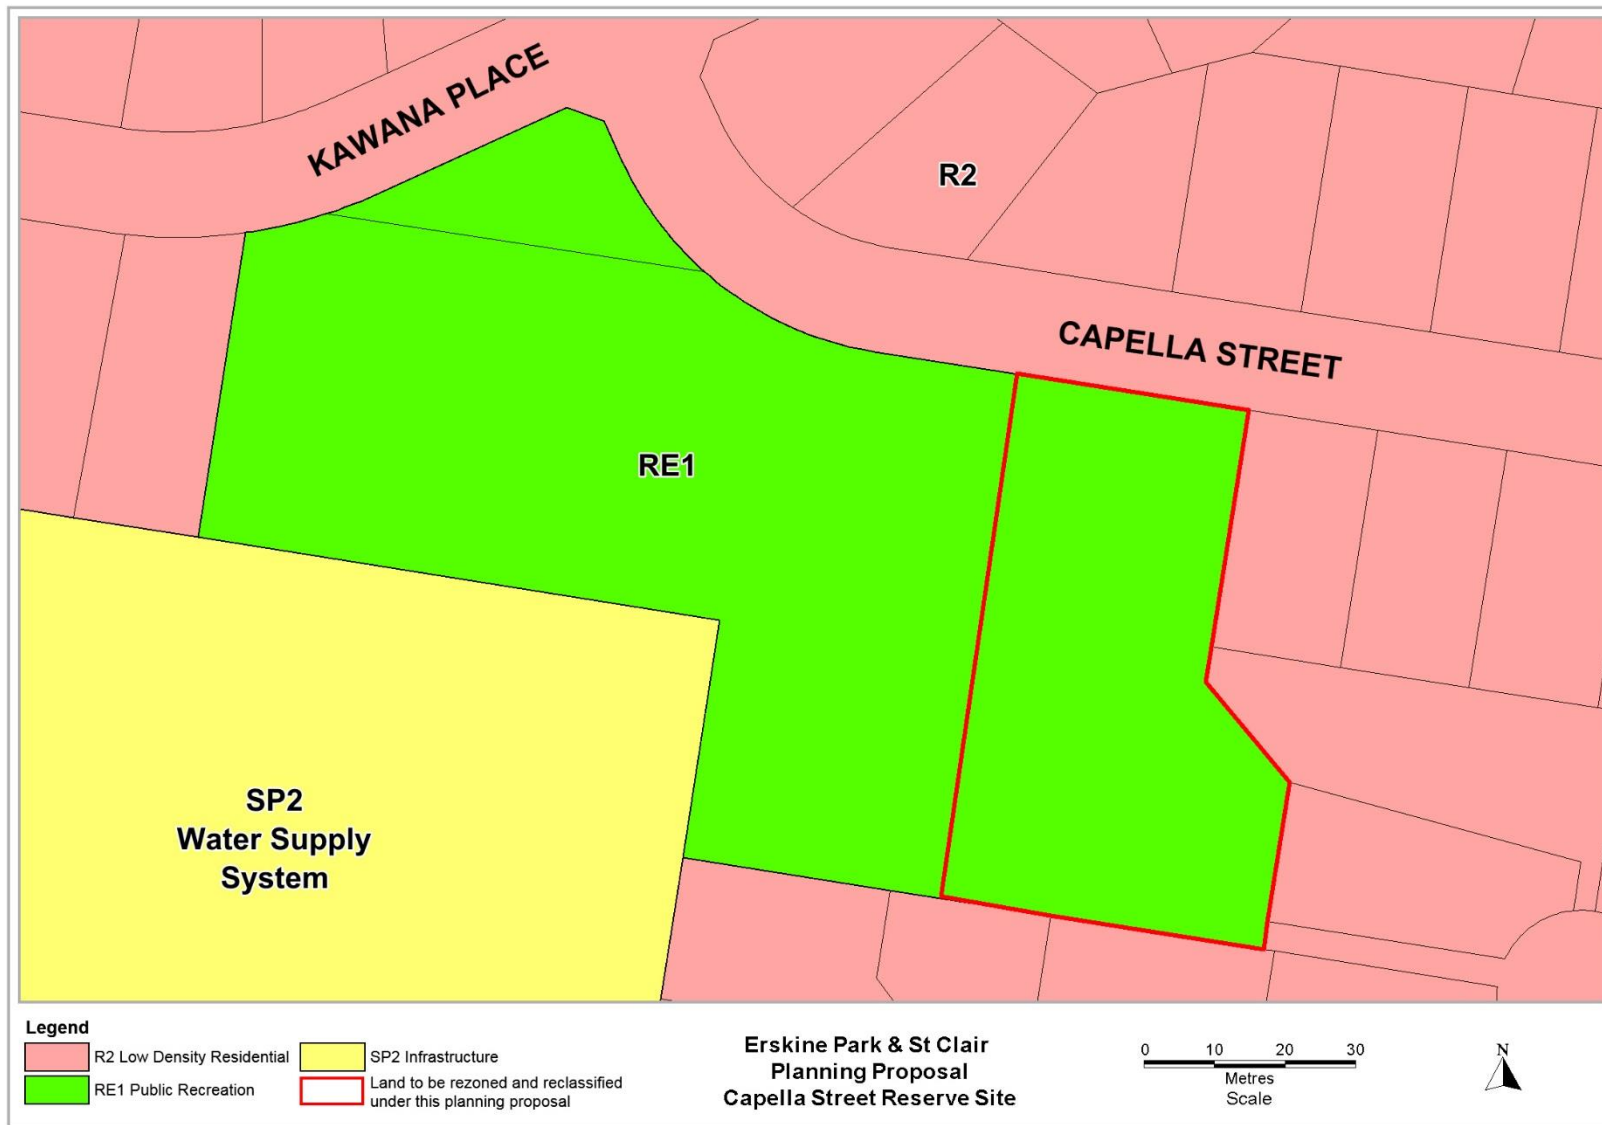 KAWANA PLACE
R2
CAPELLA STREET
RE1
SP2
Water Supply
System
Legend
R2 Low Density Residential
RE1 Public Recreation
SP2 Infrastructure
Land to be rezoned and reclassified
under this planning proposal
Erskine Park & St Clair
Planning Proposal
Capella Street Reserve Site
0 10 20 30
Metres
Scale
N